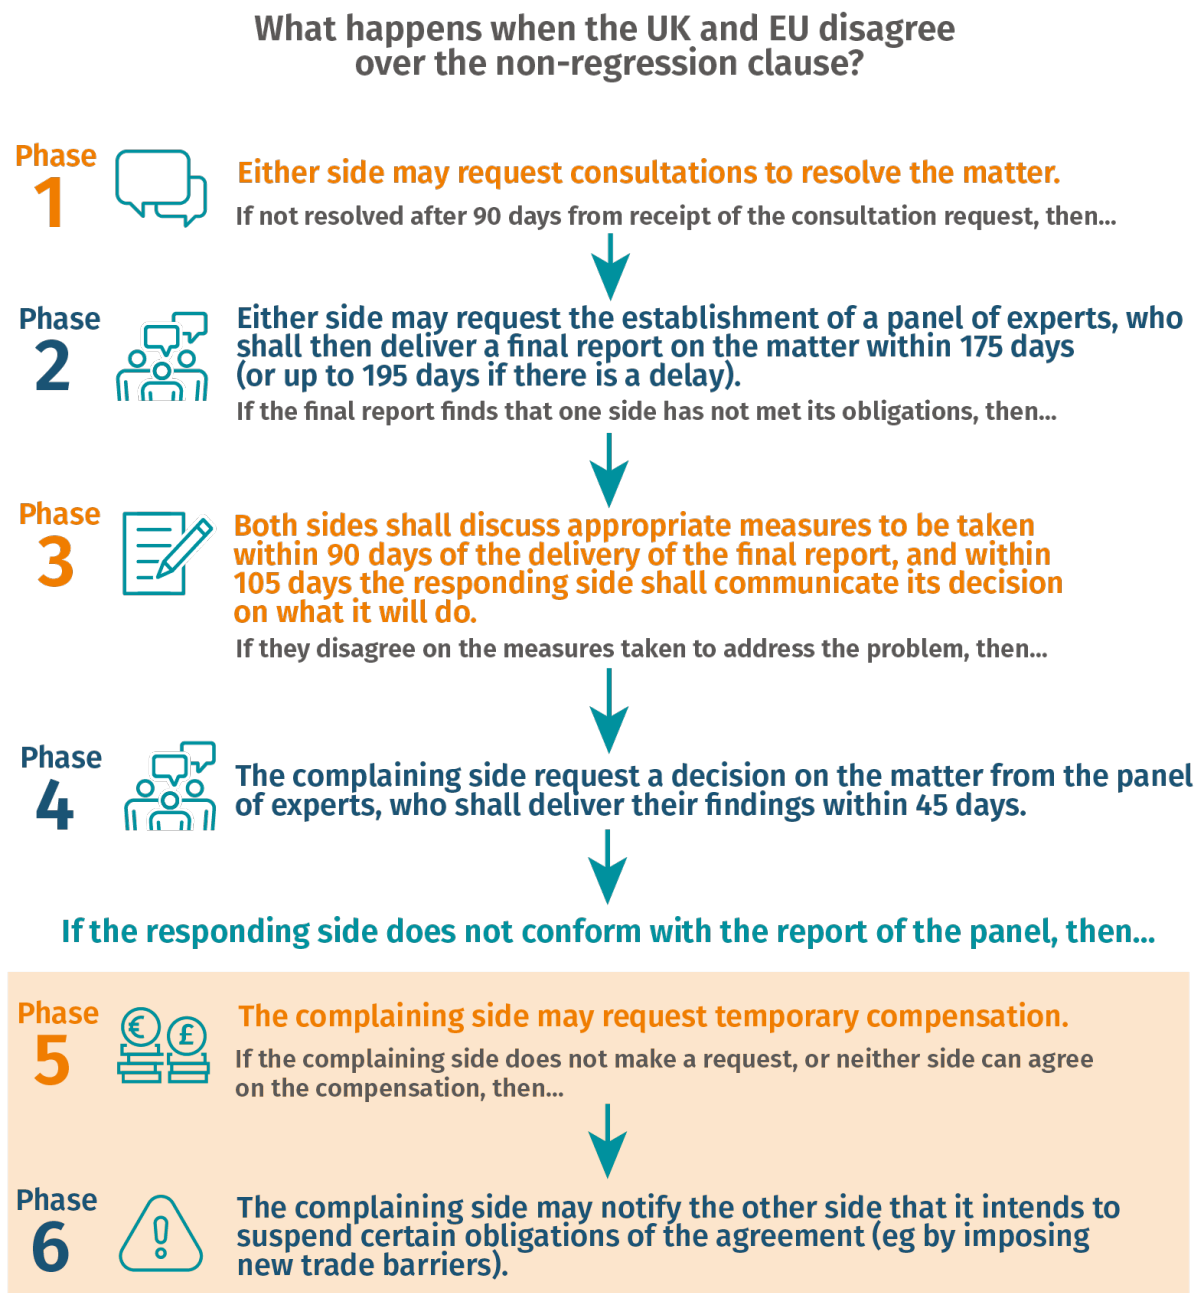 What happens when the UK and EU disagree
over the non-regression clause?
Phase
1
Either side may request consultations to resolve the matter.
If not resolved after 90 days from receipt of the consultation request, then...
Phase
2
Either side may request the establishment of a panel of experts, who
shall then deliver a final report on the matter within 175 days
(or up to 195 days if there is a delay).
If the final report finds that one side has not met its obligations, then...
Phase
3
Both sides shall discuss appropriate measures to be taken
within 90 days of the delivery of the final report, and within
105 days the responding side shall communicate its decision
on what it will do.
If they disagree on the measures taken to address the problem, then...
Phase
4
The complaining side request a decision on the matter from the panel
of experts, who shall deliver their findings within 45 days.
If the responding side does not conform with the report of the panel, then...
Phase
5
€
£
The complaining side may request temporary compensation.
If the complaining side does not make a request, or neither side can agree
on the compensation, then...
Phase
6
The complaining side may notify the other side that it intends to
suspend certain obligations of the agreement (eg by imposing
new trade barriers).